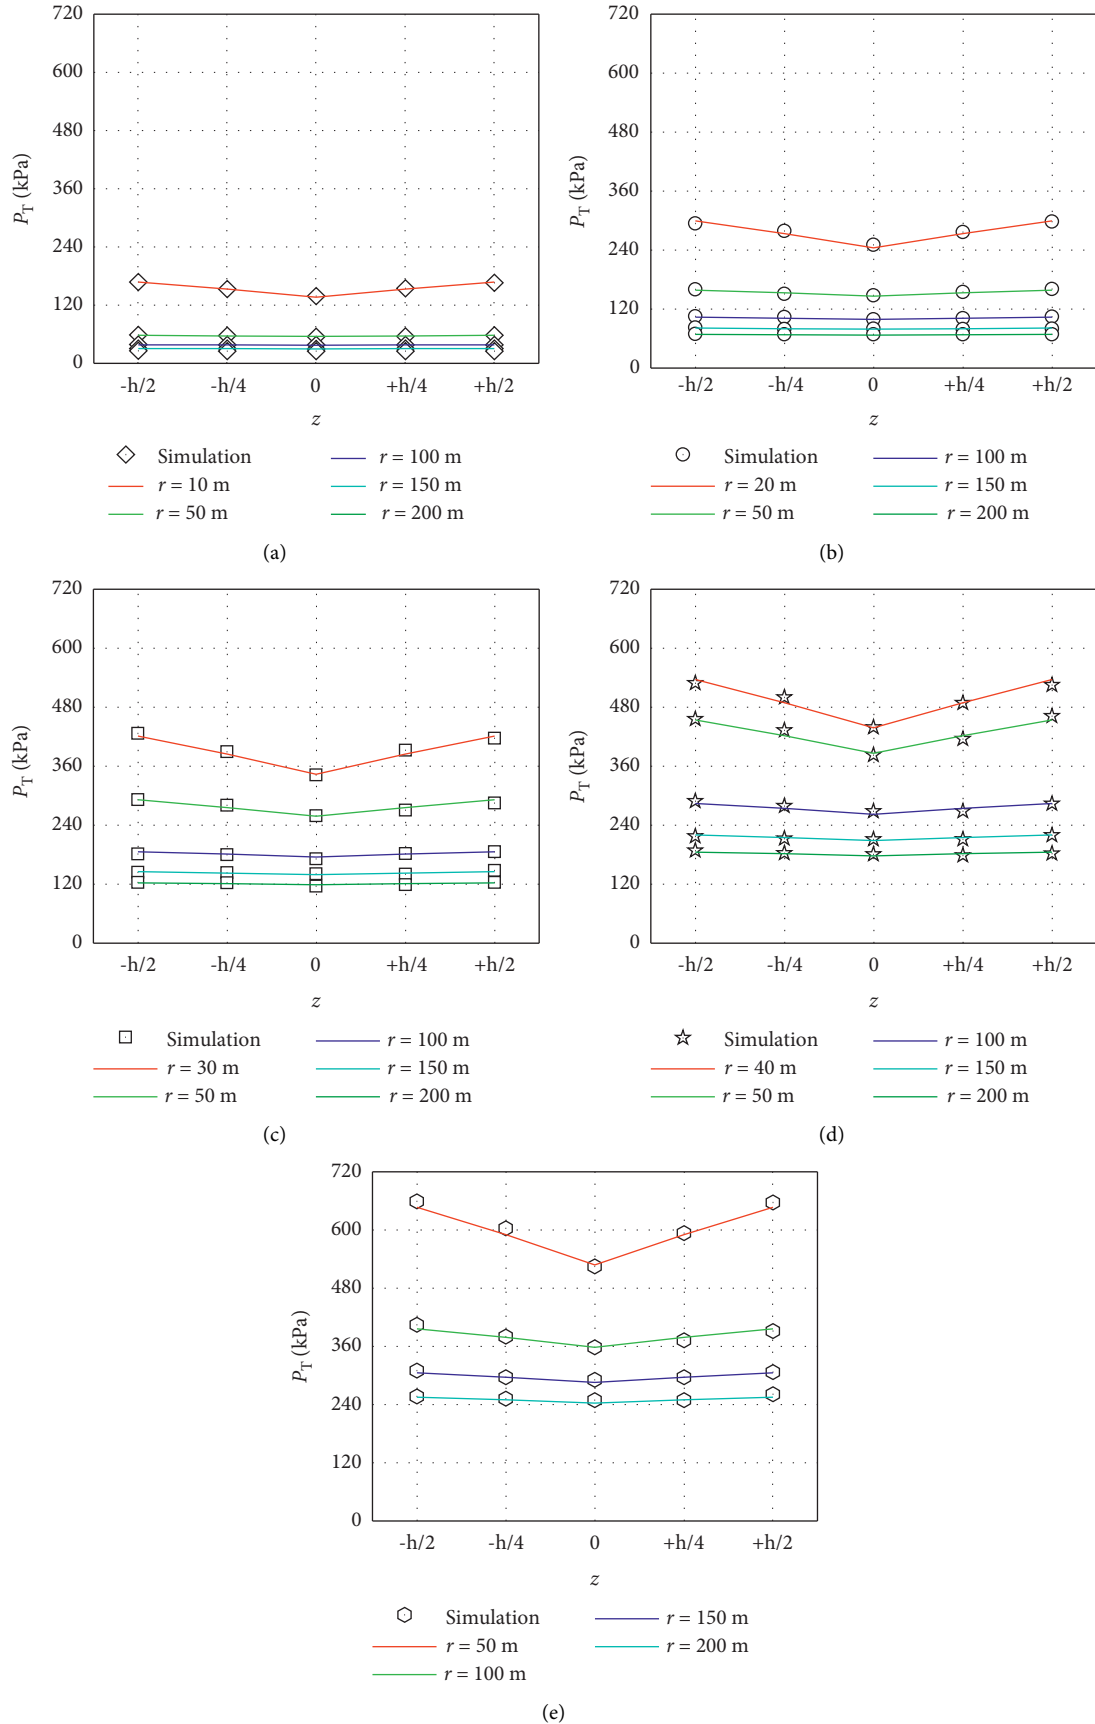 720
600
480
360
240
120
0
P_T (kPa)
-h/2 -h/4 0 +h/4 +h/2
z
Simulation
r = 10 m
r = 50 m
r = 100 m
r = 150 m
r = 200 m
(a)
720
600
480
360
240
120
0
P_T (kPa)
-h/2 -h/4 0 +h/4 +h/2
z
Simulation
r = 20 m
r = 50 m
r = 100 m
r = 150 m
r = 200 m
(b)
720
600
480
360
240
120
0
P_T (kPa)
-h/2 -h/4 0 +h/4 +h/2
z
Simulation
r = 30 m
r = 50 m
r = 100 m
r = 150 m
r = 200 m
(c)
720
600
480
360
240
120
0
P_T (kPa)
-h/2 -h/4 0 +h/4 +h/2
z
Simulation
r = 40 m
r = 50 m
r = 100 m
r = 150 m
r = 200 m
(d)
720
600
480
360
240
120
0
P_T (kPa)
-h/2 -h/4 0 +h/4 +h/2
z
Simulation
r = 50 m
r = 100 m
r = 150 m
r = 200 m
(e)